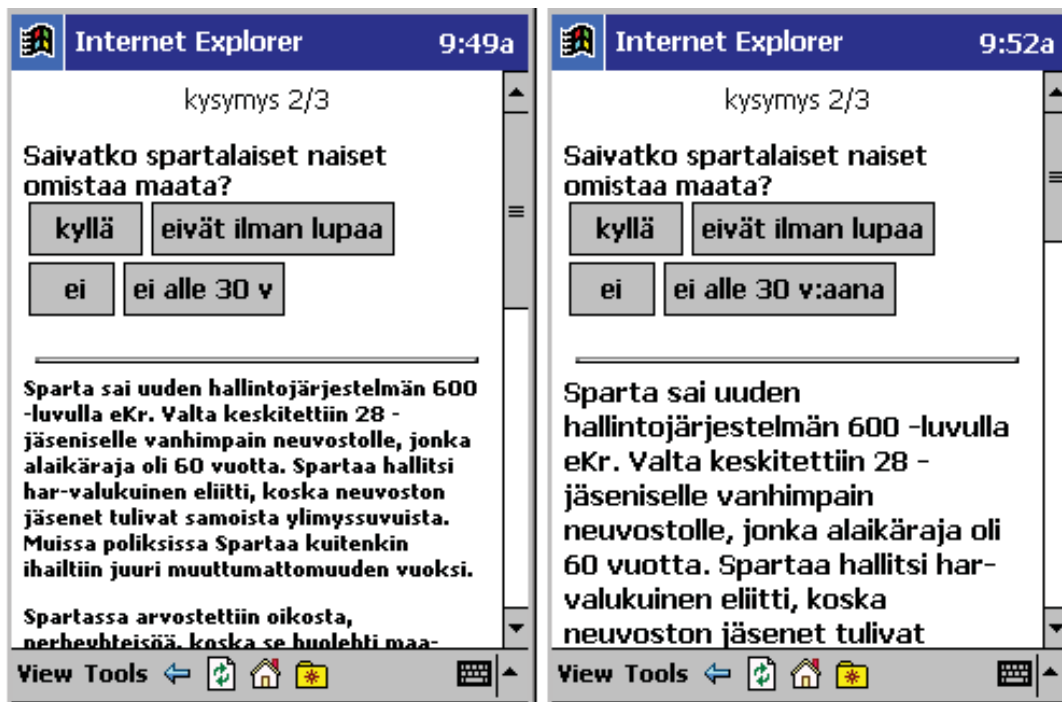 Internet Explorer 9:49a
kysymys 2/3
Saivatko spartalaiset naiset
omistaa maata?
kyllä eivät ilman lupaa
ei ei alle 30 v
Sparta sai uuden hallintojärjestelmän 600
-luvulla eKr. Valta keskitettiin 28 -
jäseniselle vanhimpain neuvostolle, jonka
alaikäraja oli 60 vuotta. Spartaa hallitsi
har-valukuinen eliitti, koska neuvoston
jäsenet tulivat samoista ylimyssuvuista.
Muissa poliksissa Spartaa kuitenkin
ihailtiin juuri muuttumattomuuden vuoksi.
Spartassa arvostettiin oikosta,
perheyhteisöä, koska se huolehti maa-
View Tools
Internet Explorer 9:52a
kysymys 2/3
Saivatko spartalaiset naiset
omistaa maata?
kyllä eivät ilman lupaa
ei ei alle 30 v:aana
Sparta sai uuden
hallintojärjestelmän 600 -luvulla
eKr. Valta keskitettiin 28 -
jäseniselle vanhimpain
neuvostolle, jonka alaikäraja oli
60 vuotta. Spartaa hallitsi har-
valukuinen eliitti, koska
neuvoston jäsenet tulivat
View Tools